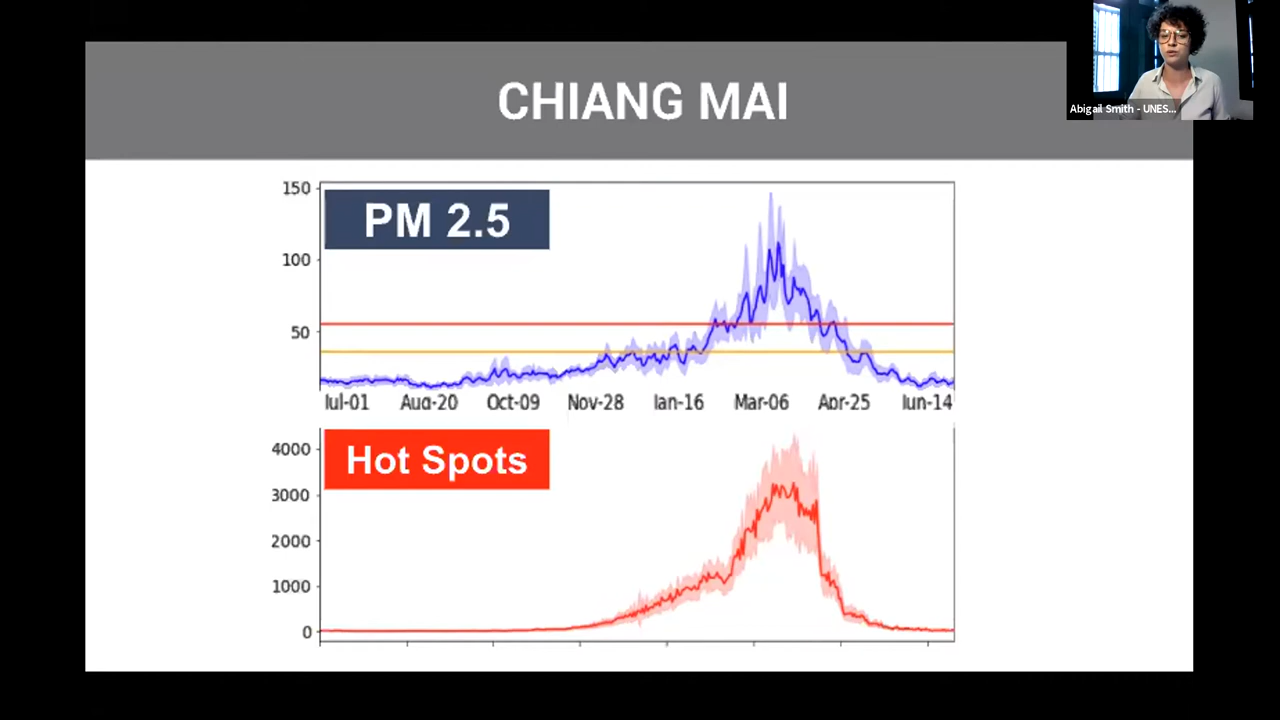 CHIANG MAI
Abigail Smith - UNES...
PM 2.5
150
100
50
Jul-01 Aug-20 Oct-09 Nov-28 Jan-16 Mar-06 Apr-25 Jun-14
Hot Spots
4000
3000
2000
1000
0